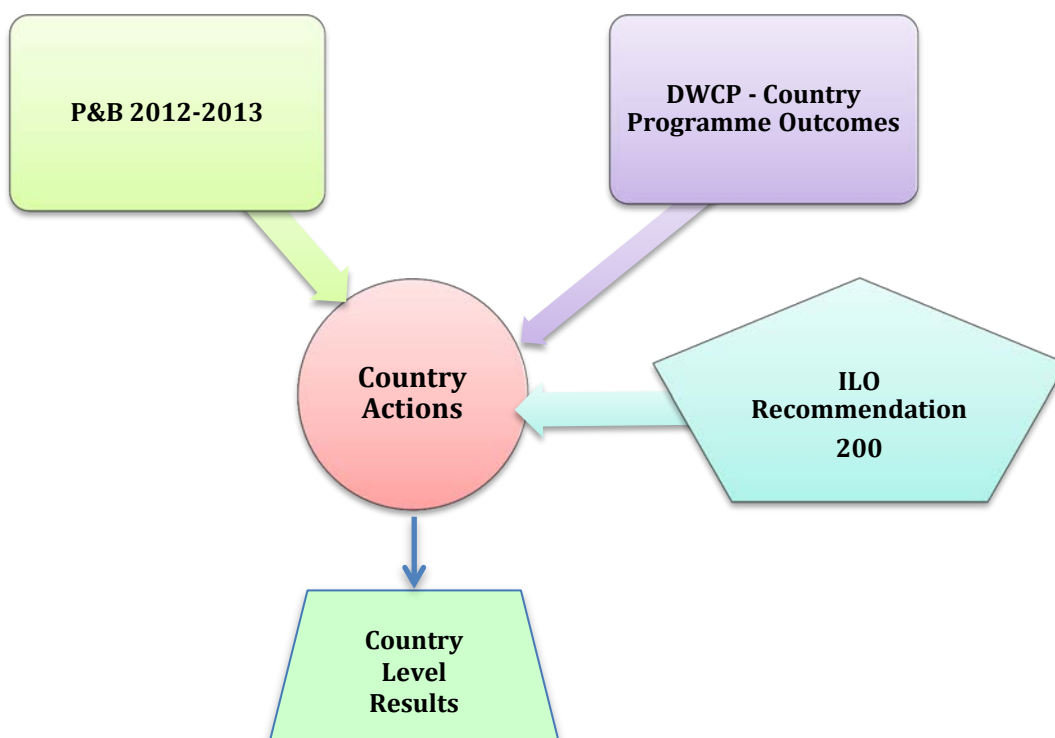 P&B 2012-2013
DWCP - Country
Programme Outcomes
Country
Actions
ILO
Recommendation
200
Country
Level
Results